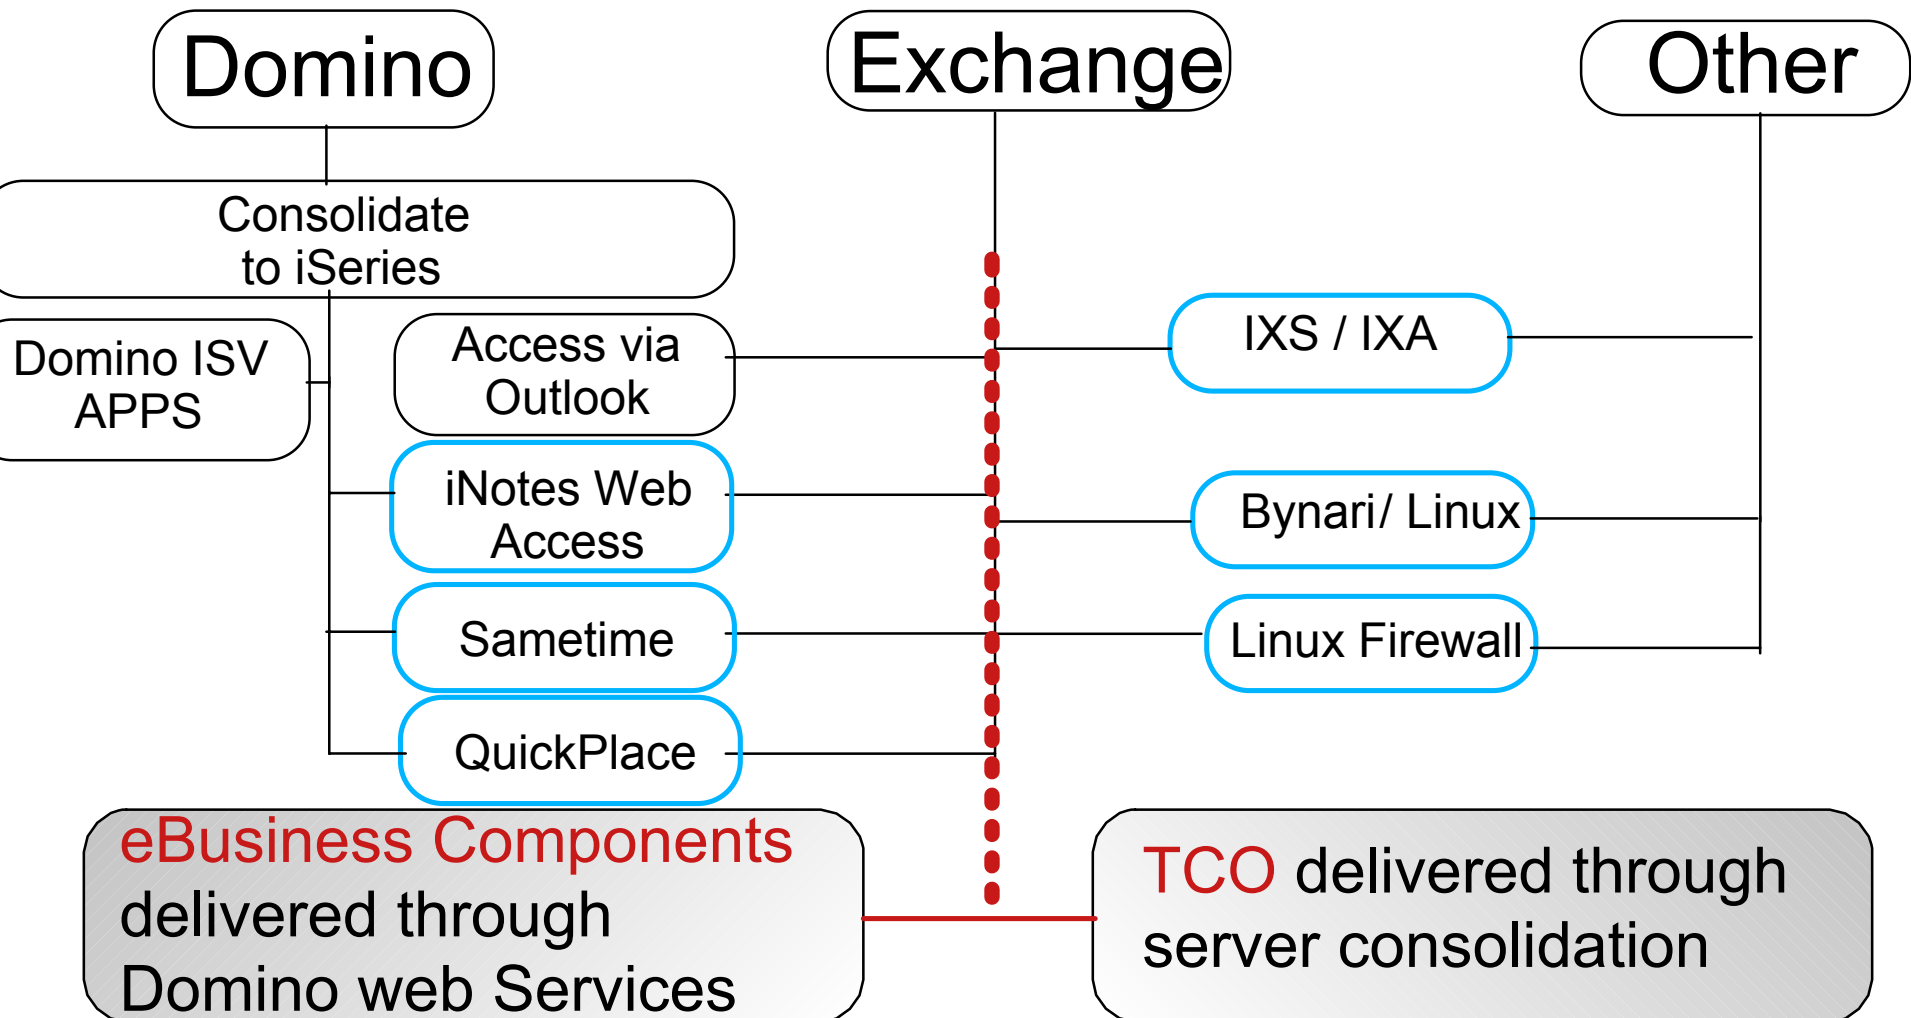 Domino
Exchange
Other
Consolidate
to iSeries
Domino ISV
APPS
Access via
Outlook
IXS / IXA
iNotes Web
Access
Bynari/ Linux
Sametime
Linux Firewall
QuickPlace
eBusiness Components
delivered through
Domino web Services
TCO delivered through
server consolidation